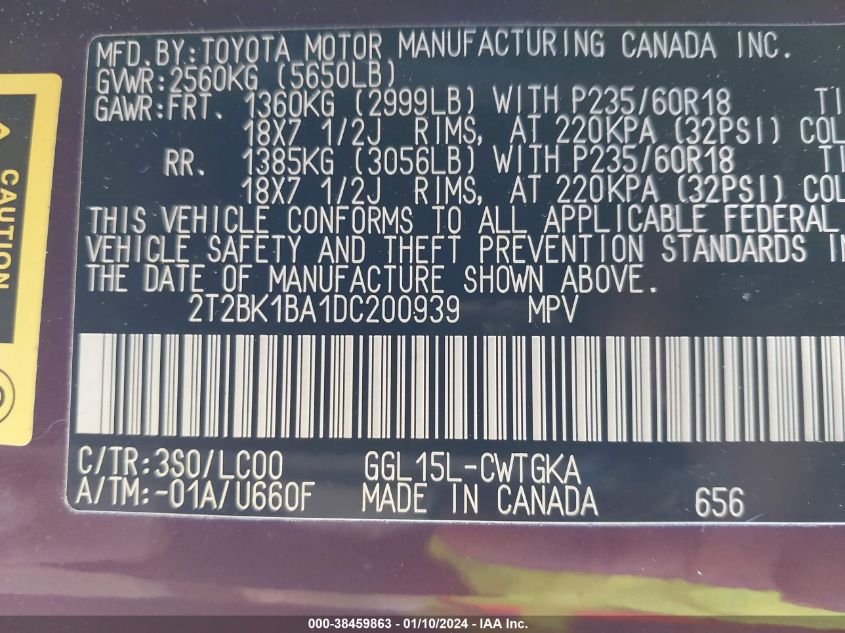 MFD.BY:TOYOTA MOTOR MANUFACTURING CANADA INC.
GVWR:2560KG (5650LB)
GAWR:FRT. 1360KG (2999LB) WITH P235/60R18 TI
18X7 1/2J RIMS, AT 220KPA (32PSI) COL
RR. 1385KG (3056LB) WITH P235/60R18 TI
18X7 1/2J RIMS, AT 220KPA (32PSI) COL
THIS VEHICLE CONFORMS TO ALL APPLICABLE FEDERAL
VEHICLE SAFETY AND THEFT PREVENTION STANDARDS IN
THE DATE OF MANUFACTURE SHOWN ABOVE.
2T2BK1BA1DC200939 MPV
C/TR:3S0/LC00 GGL15L-CWTGKA
A/TM:-01A/U660F MADE IN CANADA 656
CAUTION
000-38459863 - 01/10/2024 - IAA Inc.